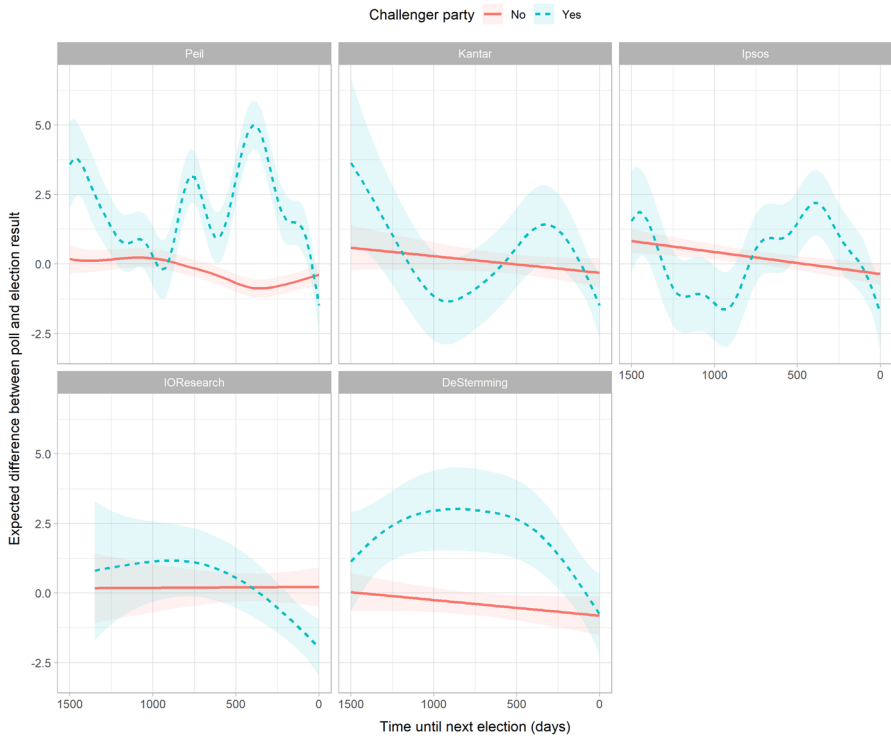 Challenger party No Yes
Peil Kantar Ipsos
5.0
2.5
0.0
-2.5
1500 1000 500 0
IOResearch DeStemming
5.0
2.5
0.0
-2.5
1500 1000 500 0 1500 1000 500 0
Time until next election (days)
Expected difference between poll and election result